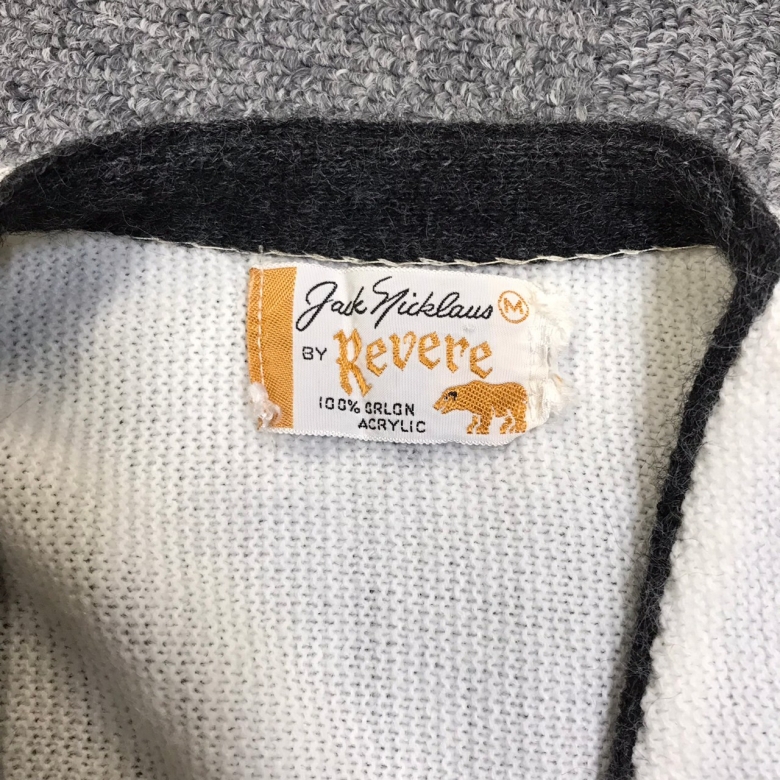 Jack Nicklaus M
BY Revere
100% ORLON
ACRYLIC